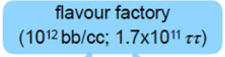 flavour factory
(10¹² bb/cc; 1.7x10¹¹ ττ)